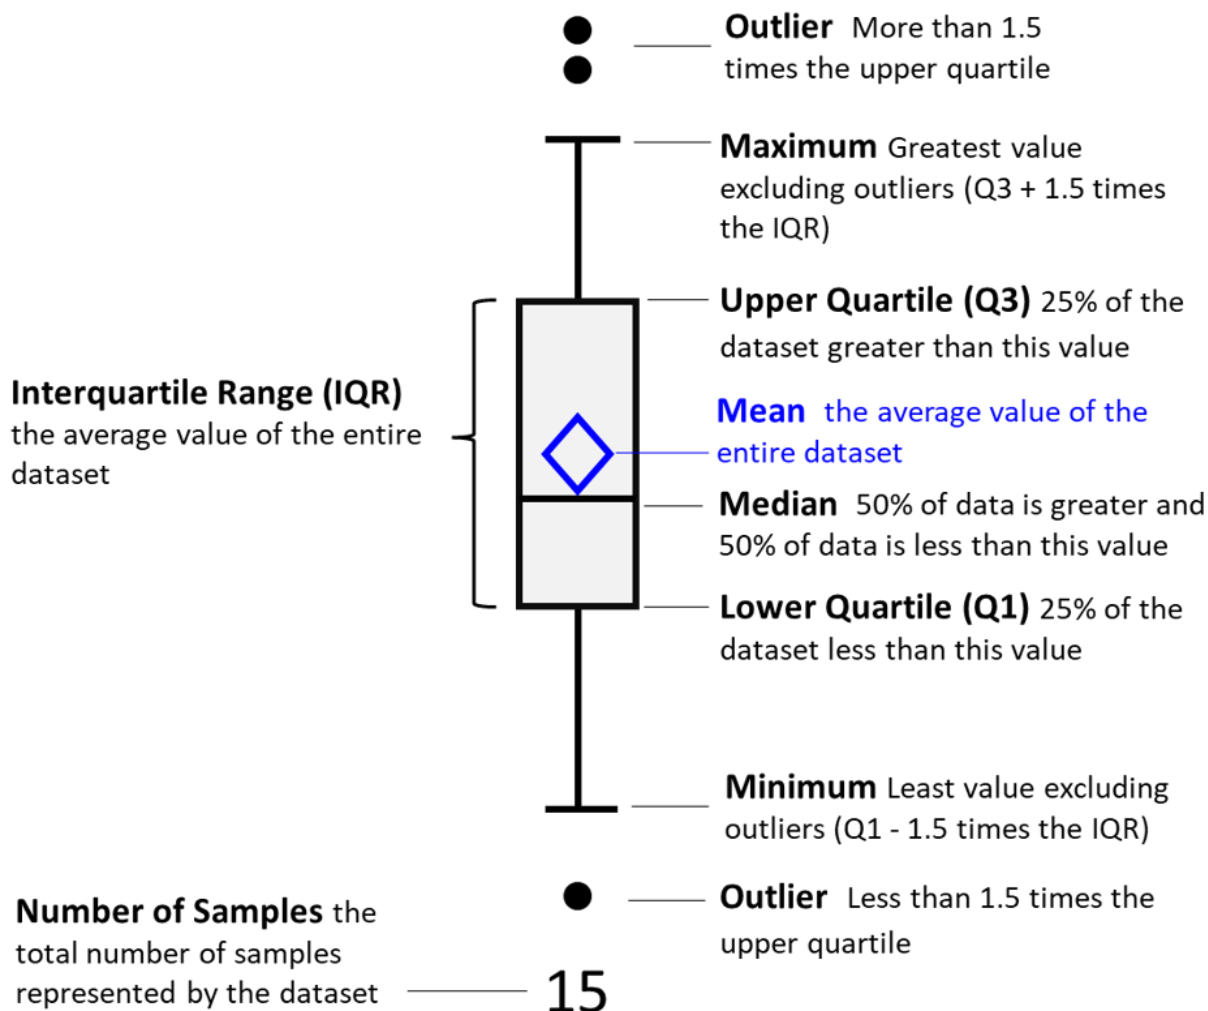 Outlier More than 1.5
times the upper quartile
Maximum Greatest value
excluding outliers (Q3 + 1.5 times
the IQR)
Upper Quartile (Q3) 25% of the
dataset greater than this value
Interquartile Range (IQR)
the average value of the entire
dataset
Mean the average value of the
entire dataset
Median 50% of data is greater and
50% of data is less than this value
Lower Quartile (Q1) 25% of the
dataset less than this value
Minimum Least value excluding
outliers (Q1 - 1.5 times the IQR)
Outlier Less than 1.5 times the
upper quartile
Number of Samples the
total number of samples
represented by the dataset
15